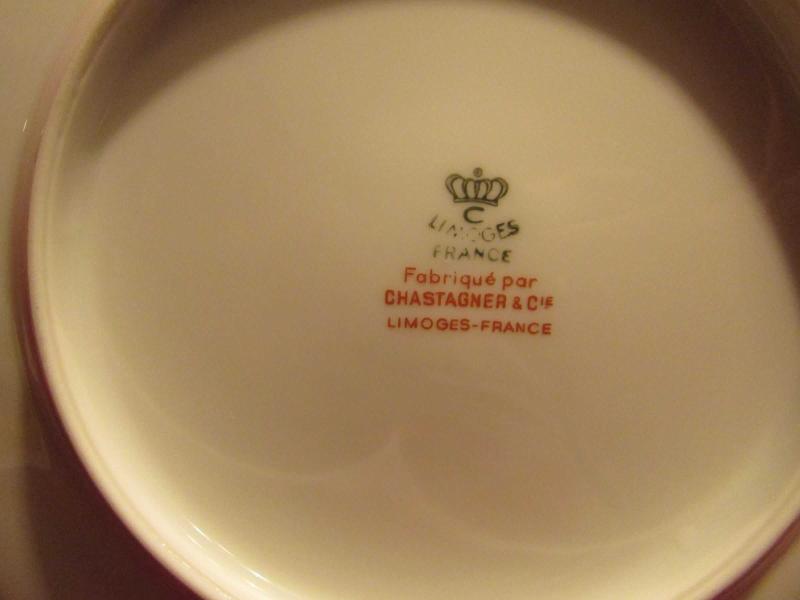 C
LIMOGES
FRANCE
Fabriqué par
CHASTAGNER & CIE
LIMOGES-FRANCE